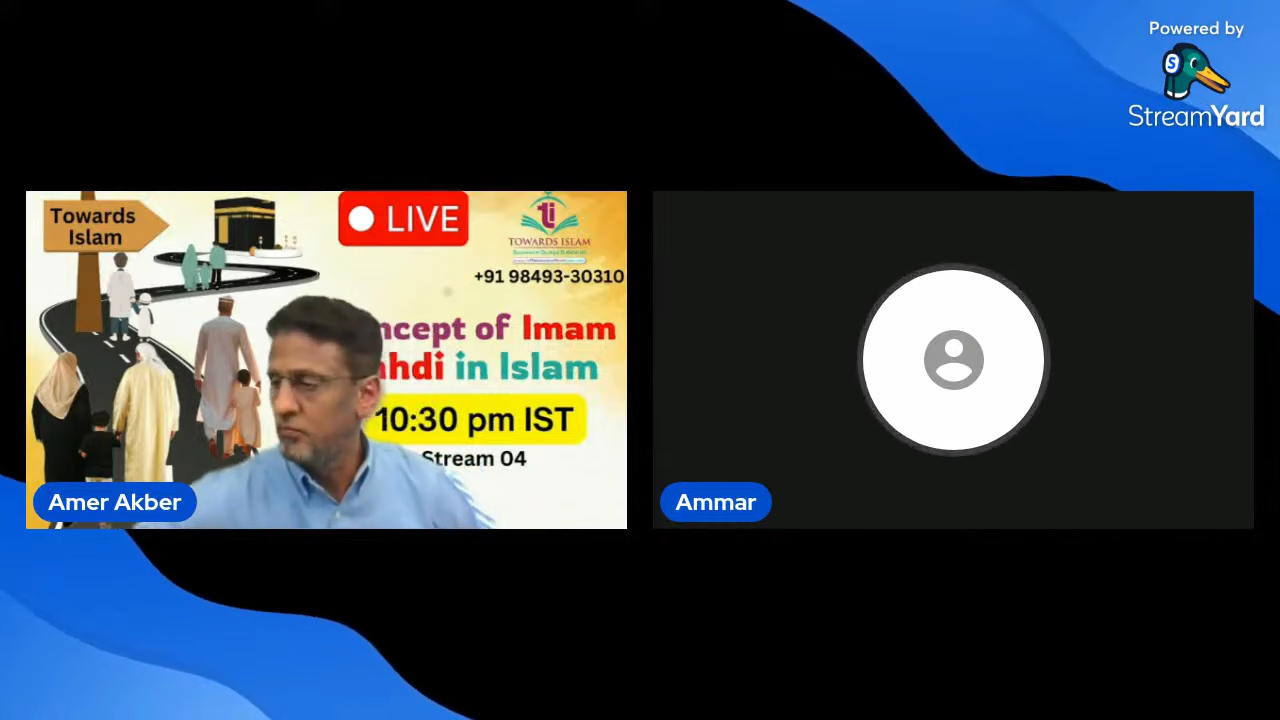 Powered by
StreamYard
Towards
Islam
LIVE
TOWARDS ISLAM
+91 98493-30310
ncept of Imam
ahdi in Islam
10:30 pm IST
Stream 04
Amer Akber
Ammar